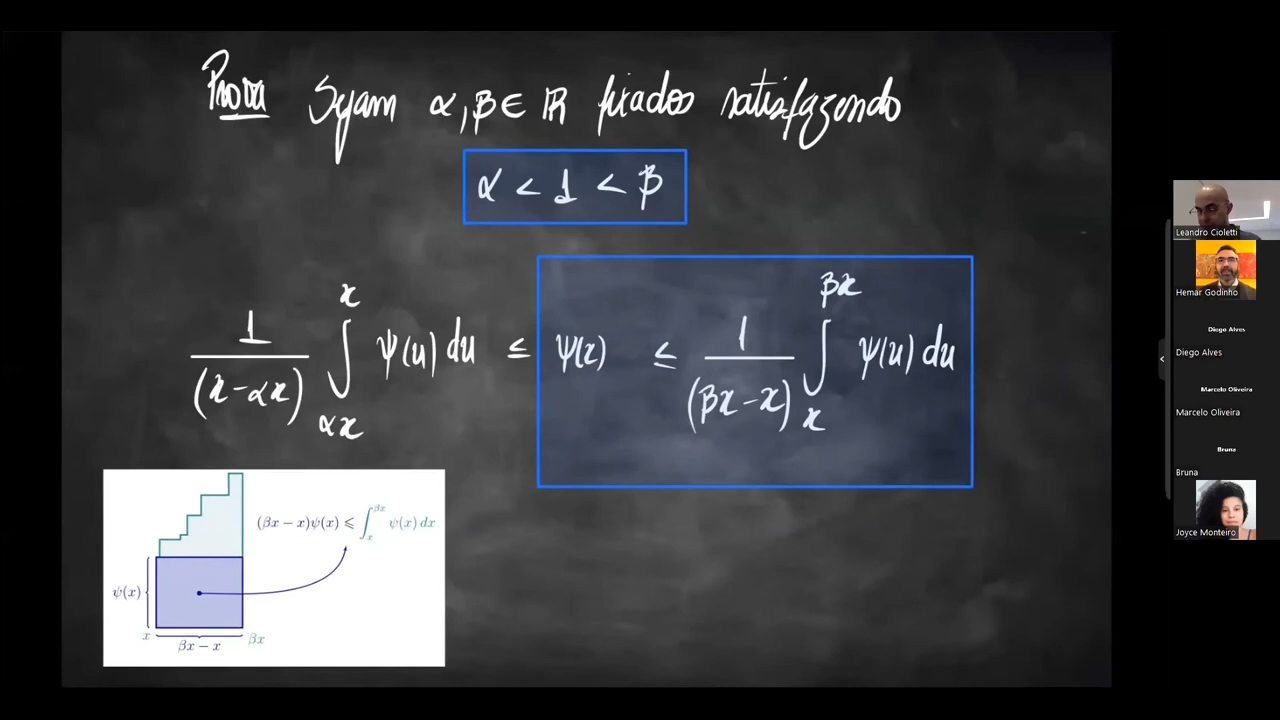 Prova Sejam α, β ∈ ℝ fixados satisfazendo
α < 1 < β
1/(x-αx) ∫_{αx}^{x} ψ(u) du ≤ ψ(x) ≤ 1/(βx-x) ∫_{x}^{βx} ψ(u) du
(βx − x)ψ(x) ⩽ ∫_{x}^{βx} ψ(x) dx
ψ(x)
x
βx − x
βx
Leandro Cioletti
Hemar Godinho
Diego Alves
Diego Alves
Marcelo Oliveira
Marcelo Oliveira
Bruna
Bruna
Joyce Monteiro